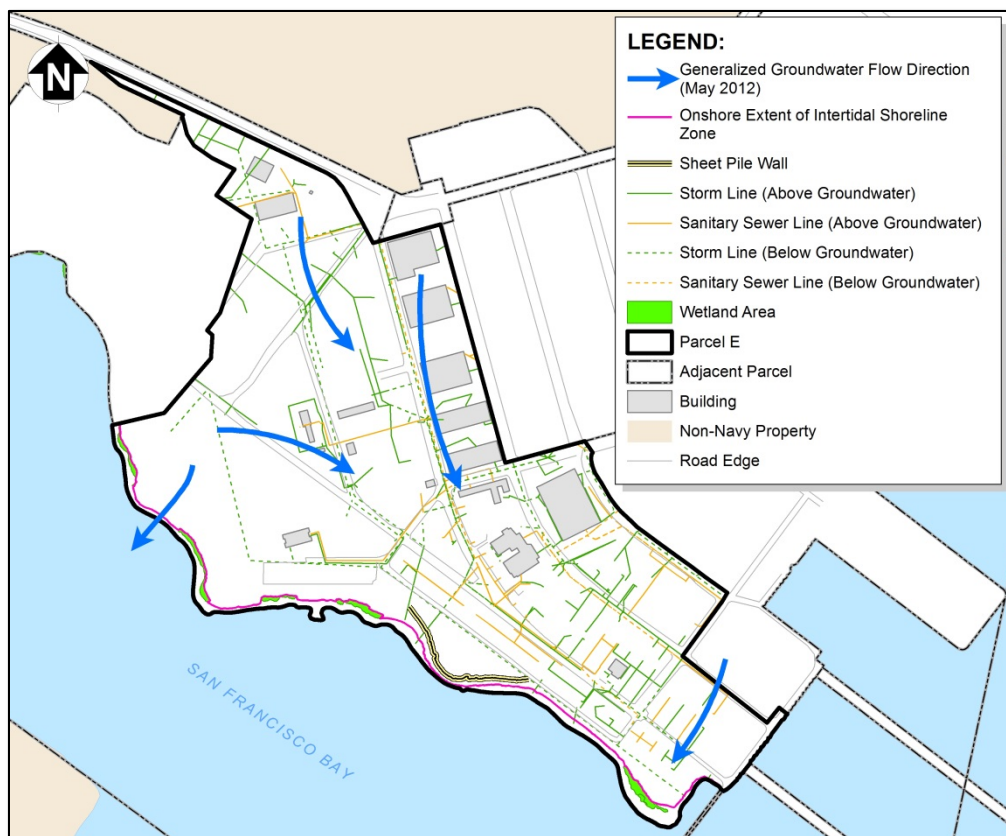 N
LEGEND:
Generalized Groundwater Flow Direction
(May 2012)
Onshore Extent of Intertidal Shoreline
Zone
Sheet Pile Wall
Storm Line (Above Groundwater)
Sanitary Sewer Line (Above Groundwater)
Storm Line (Below Groundwater)
Sanitary Sewer Line (Below Groundwater)
Wetland Area
Parcel E
Adjacent Parcel
Building
Non-Navy Property
Road Edge
SAN FRANCISCO BAY